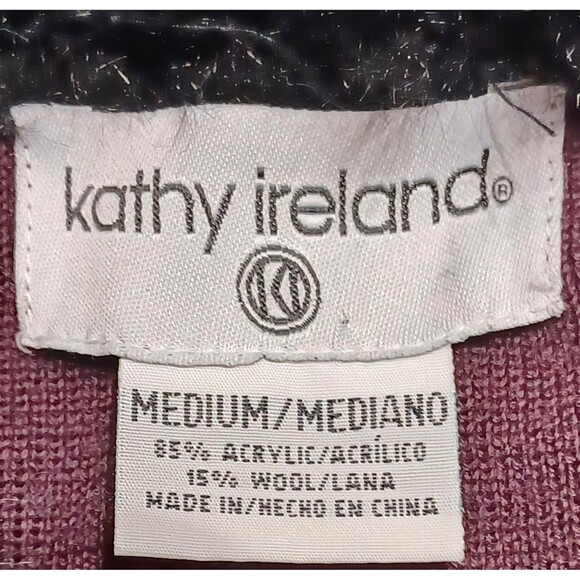 kathy ireland®
MEDIUM/MEDIANO
85% ACRYLIC/ACRÍLICO
15% WOOL/LANA
MADE IN/HECHO EN CHINA